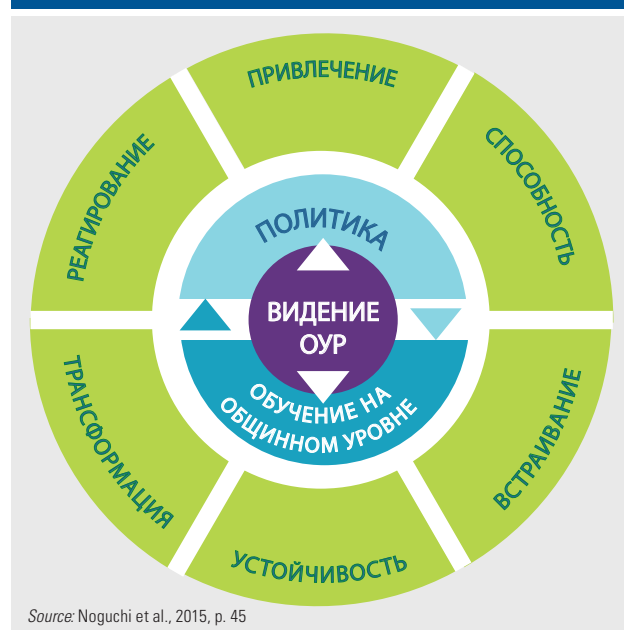 ПРИВЛЕЧЕНИЕ
СПОСОБНОСТЬ
ВСТРАИВАНИЕ
УСТОЙЧИВОСТЬ
ТРАНСФОРМАЦИЯ
РЕАГИРОВАНИЕ
ПОЛИТИКА
ВИДЕНИЕ
ОУР
ОБУЧЕНИЕ НА
ОБЩИННОМ УРОВНЕ
Source: Noguchi et al., 2015, p. 45